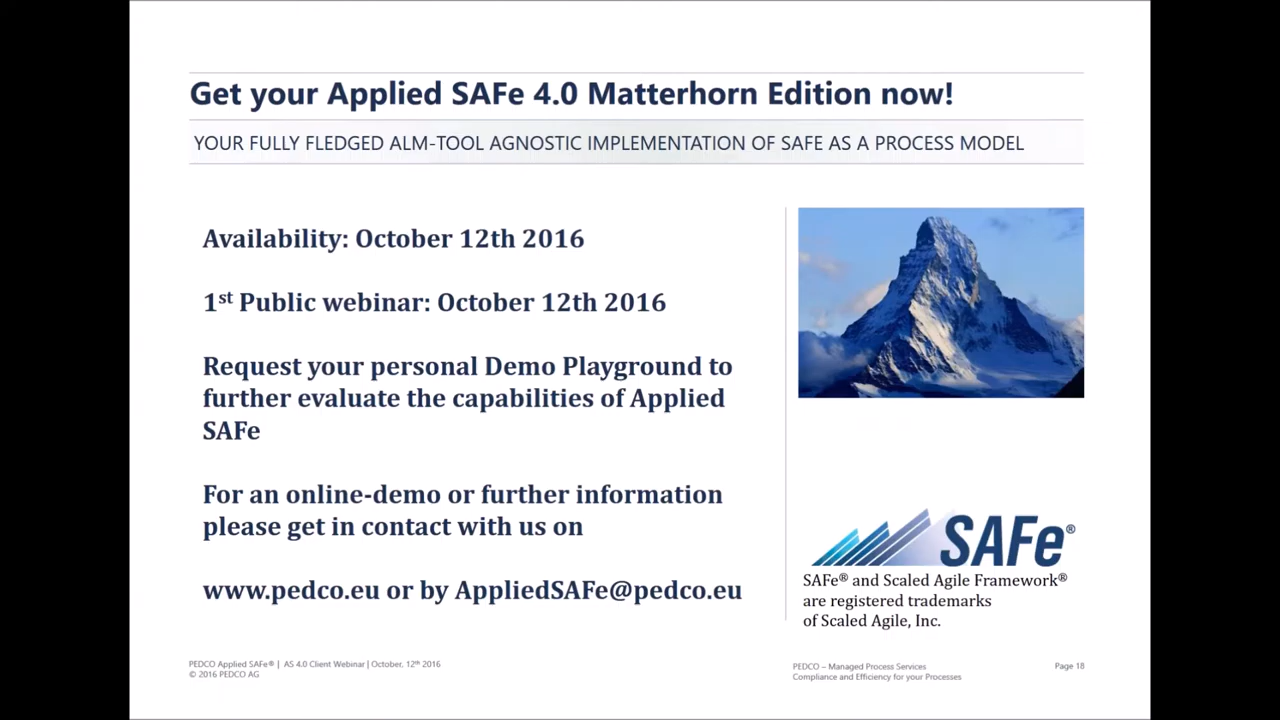 Get your Applied SAFe 4.0 Matterhorn Edition now!
YOUR FULLY FLEDGED ALM-TOOL AGNOSTIC IMPLEMENTATION OF SAFE AS A PROCESS MODEL
Availability: October 12th 2016
1st Public webinar: October 12th 2016
Request your personal Demo Playground to
further evaluate the capabilities of Applied
SAFe
For an online-demo or further information
please get in contact with us on
www.pedco.eu or by AppliedSAFe@pedco.eu
SAFe®
SAFe® and Scaled Agile Framework®
are registered trademarks
of Scaled Agile, Inc.
PEDCO Applied SAFe® | AS 4.0 Client Webinar | October, 12th 2016
© 2016 PEDCO AG
PEDCO – Managed Process Services
Compliance and Efficiency for your Processes
Page 18